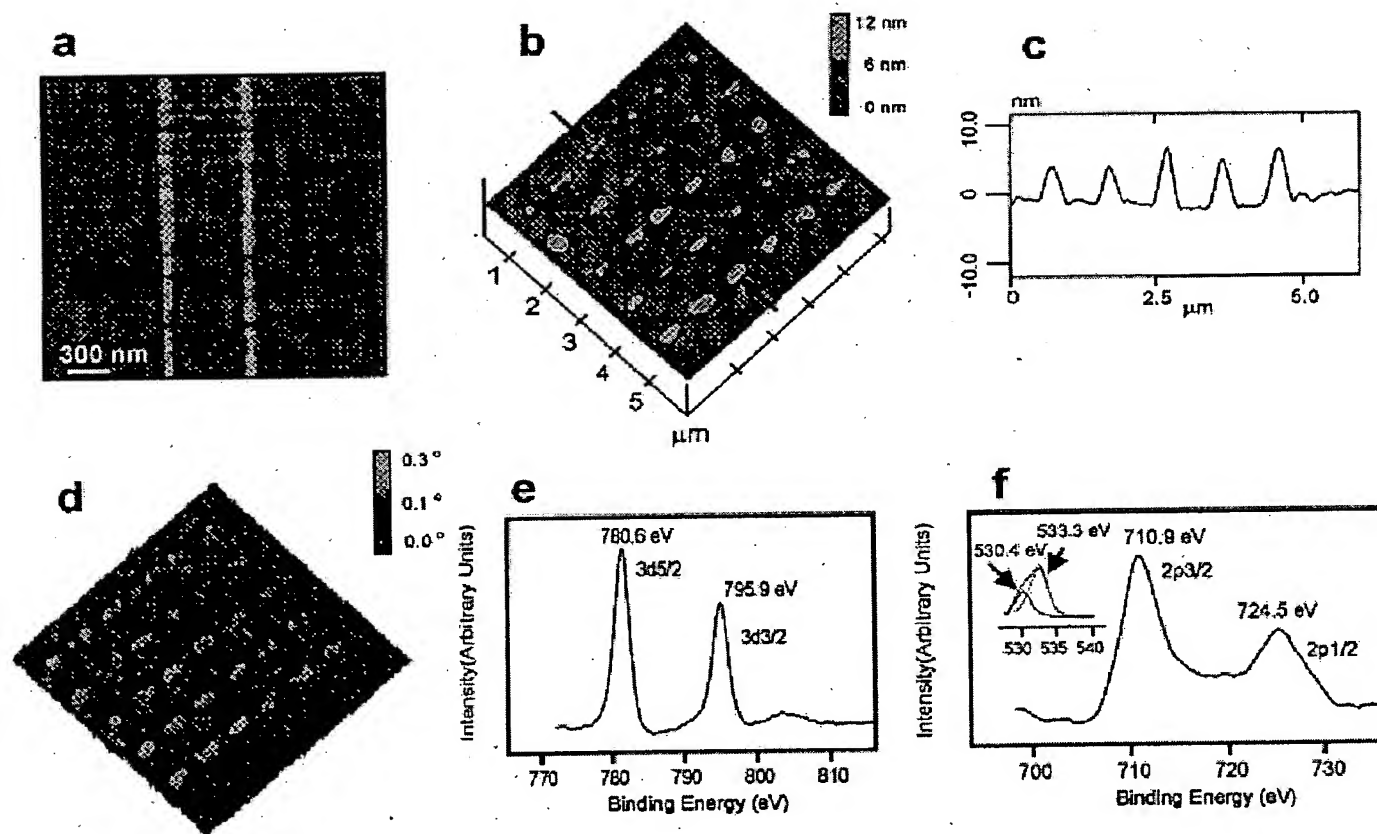 a
300 nm
b
12 nm
6 nm
0 nm
1
2
3
4
5
μm
c
nm
10.0
0
-10.0
0
2.5
5.0
μm
d
0.3°
0.1°
0.0°
e
Intensity(Arbitrary Units)
780.6 eV
3d5/2
795.9 eV
3d3/2
770
780
790
800
810
Binding Energy (eV)
f
Intensity(Arbitrary Units)
530.4 eV
533.3 eV
530
535
540
710.9 eV
2p3/2
724.5 eV
2p1/2
700
710
720
730
Binding Energy (eV)